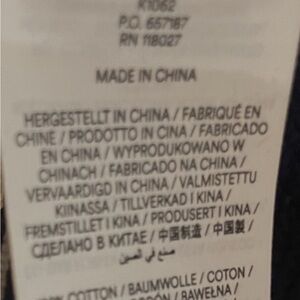 K1062
P.O. 657187
RN 118027
MADE IN CHINA
HERGESTELLT IN CHINA / FABRIQUÉ EN
CHINE / PRODOTTO IN CINA / FABRICADO
EN CHINA / WYPRODUKOWANO W
CHINACH / FABRICADO NA CHINA /
VERVAARDIGD IN CHINA / VALMISTETTU
KIINASSA / TILLVERKAD I KINA /
FREMSTILLET I KINA / PRODUSERT I KINA /
СДЕЛАНО В КИТАЕ / 中国制造 / 中国製 /
صنع في الصين
COTTON / BAUMWOLLE / COTON /
BAWEŁNA /